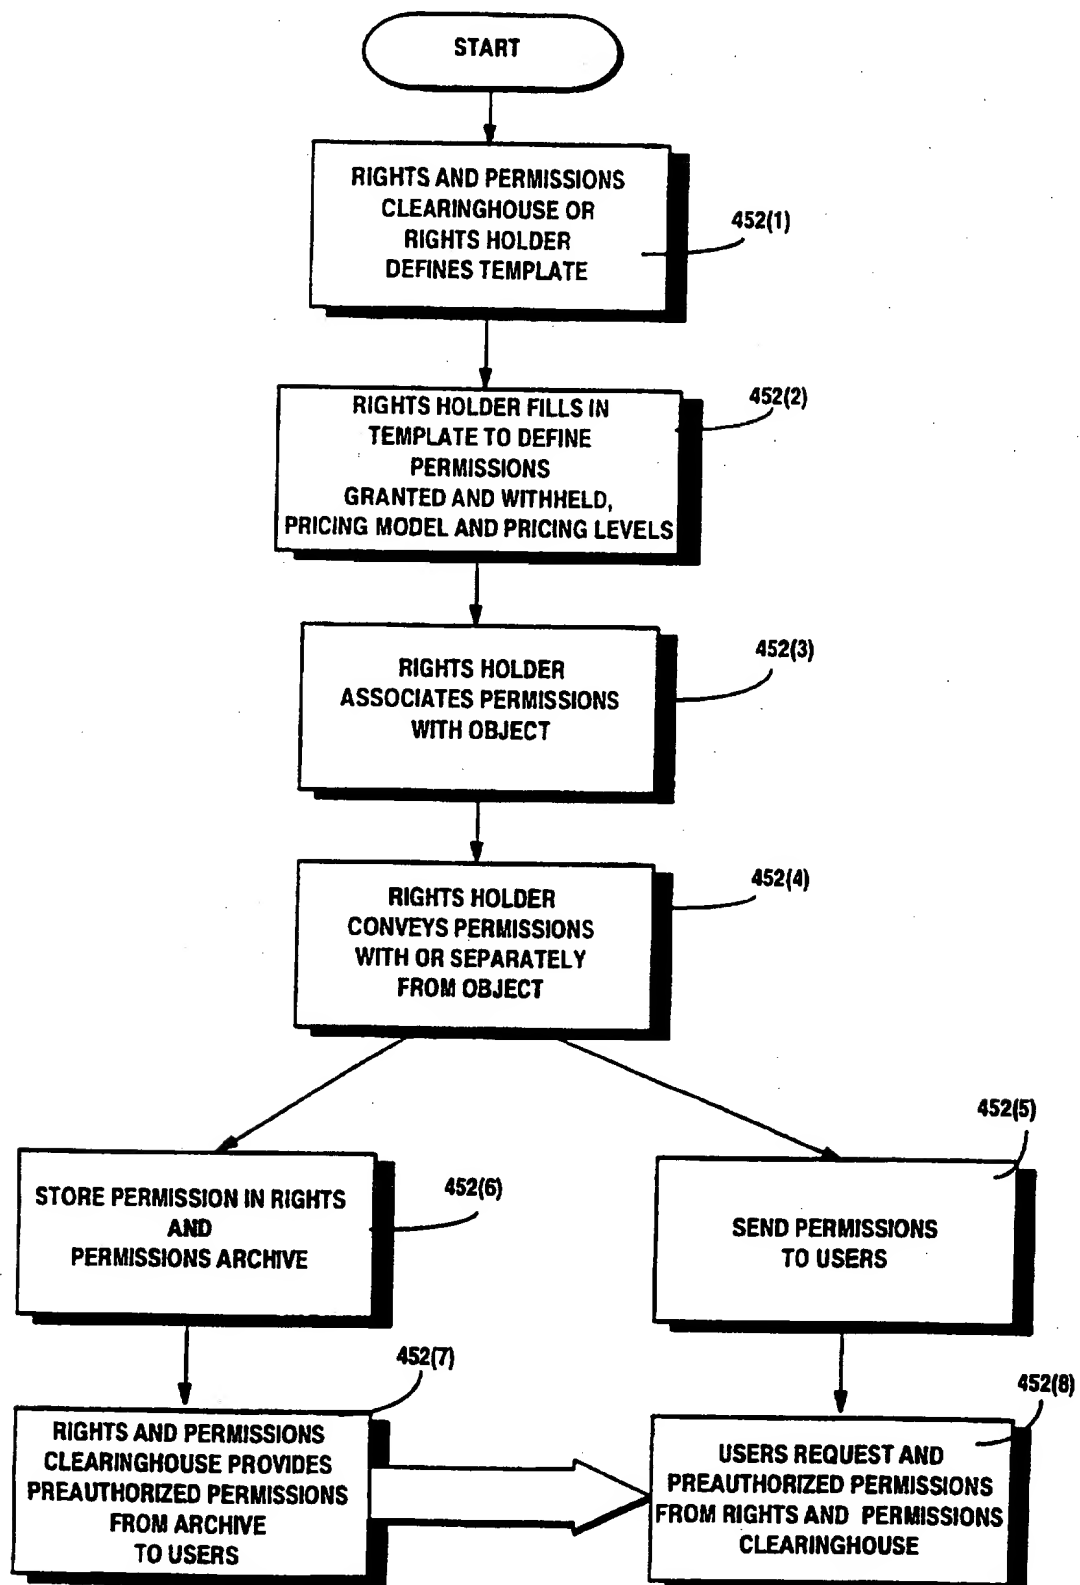 START
RIGHTS AND PERMISSIONS
CLEARINGHOUSE OR
RIGHTS HOLDER
DEFINES TEMPLATE
452(1)
RIGHTS HOLDER FILLS IN
TEMPLATE TO DEFINE
PERMISSIONS
GRANTED AND WITHHELD,
PRICING MODEL AND PRICING LEVELS
452(2)
RIGHTS HOLDER
ASSOCIATES PERMISSIONS
WITH OBJECT
452(3)
RIGHTS HOLDER
CONVEYS PERMISSIONS
WITH OR SEPARATELY
FROM OBJECT
452(4)
STORE PERMISSION IN RIGHTS
AND
PERMISSIONS ARCHIVE
452(6)
SEND PERMISSIONS
TO USERS
452(5)
RIGHTS AND PERMISSIONS
CLEARINGHOUSE PROVIDES
PREAUTHORIZED PERMISSIONS
FROM ARCHIVE
TO USERS
452(7)
USERS REQUEST AND
PREAUTHORIZED PERMISSIONS
FROM RIGHTS AND PERMISSIONS
CLEARINGHOUSE
452(8)